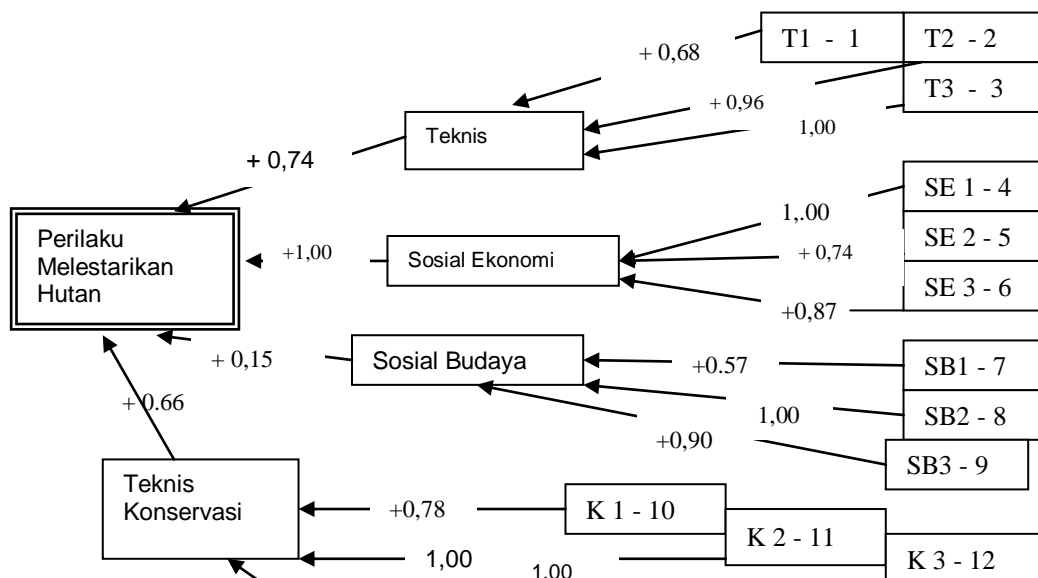 T1 - 1
T2 - 2
+ 0,68
T3 - 3
+ 0,96
Teknis
1,00
+ 0,74
SE 1 - 4
1,.00
Perilaku
Melestarikan
Hutan
+1,00
Sosial Ekonomi
+ 0,74
SE 2 - 5
+0,87
SE 3 - 6
+ 0,15
Sosial Budaya
+0.57
SB1 - 7
+ 0.66
1,00
SB2 - 8
+0,90
SB3 - 9
Teknis
Konservasi
+0,78
K 1 - 10
K 2 - 11
1,00
1,00
K 3 - 12